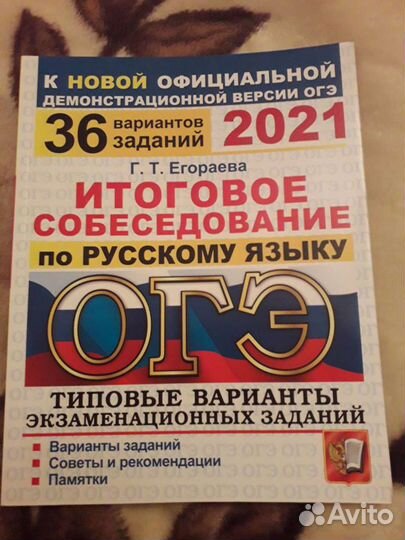 К НОВОЙ ОФИЦИАЛЬНОЙ
ДЕМОНСТРАЦИОННОЙ ВЕРСИИ ОГЭ
36 вариантов заданий 2021
Г. Т. Егораева
ИТОГОВОЕ
СОБЕСЕДОВАНИЕ
по РУССКОМУ ЯЗЫКУ
ОГЭ
ТИПОВЫЕ ВАРИАНТЫ
ЭКЗАМЕНАЦИОННЫХ ЗАДАНИЙ
Варианты заданий
Советы и рекомендации
Памятки
Avito